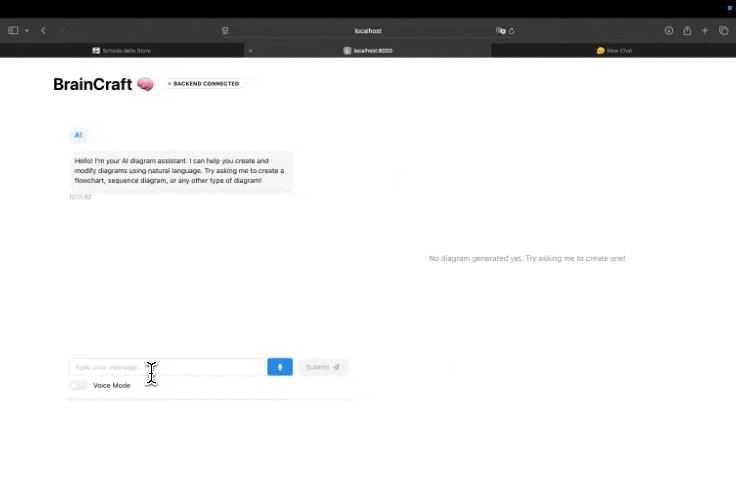 localhost
Scheda dello Store
localhost:8000
New Chat
BrainCraft
BACKEND CONNECTED
AI
Hello! I'm your AI diagram assistant. I can help you create and
modify diagrams using natural language. Try asking me to create a
flowchart, sequence diagram, or any other type of diagram!
No diagram generated yet. Try asking me to create one!
Type your message...
Submit
Voice Mode